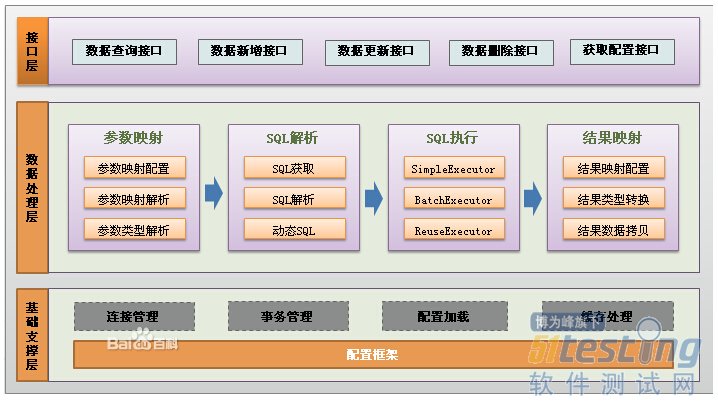 接口层
数据查询接口
数据新增接口
数据更新接口
数据删除接口
获取配置接口
数据处理层
参数映射
参数映射配置
参数映射解析
参数类型解析
SQL解析
SQL获取
SQL解析
动态SQL
SQL执行
SimpleExecutor
BatchExecutor
ReuseExecutor
结果映射
结果映射配置
结果类型转换
结果数据拷贝
基础支撑层
连接管理
事务管理
配置加载
缓存处理
配置框架
Bai百科
博为峰旗下
51testing
软件测试网